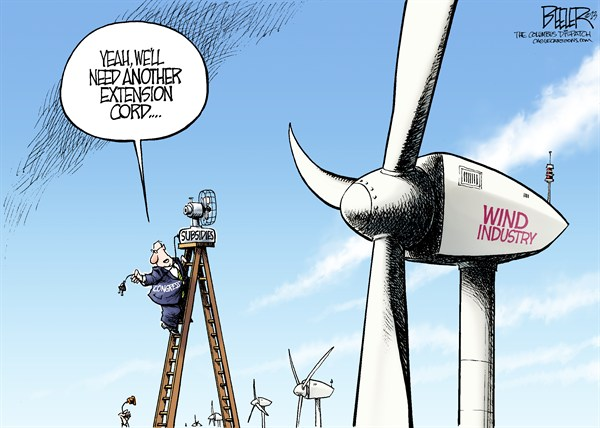 BEELER
THE COLUMBUS DISPATCH
YEAH, WE'LL
NEED ANOTHER
EXTENSION
CORD....
SUBSIDIES
CONGRESS
WIND
INDUSTRY